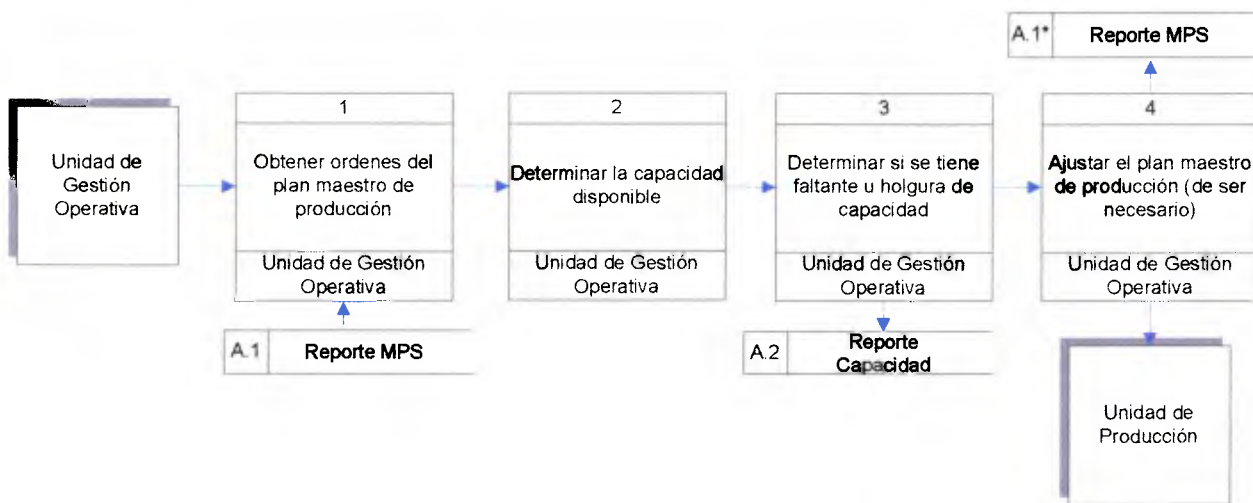 A.1* Reporte MPS
Unidad de
Gestión
Operativa
1
Obtener ordenes del
plan maestro de
producción
Unidad de Gestión
Operativa
A.1 Reporte MPS
2
Determinar la capacidad
disponible
Unidad de Gestión
Operativa
3
Determinar si se tiene
faltante u holgura de
capacidad
Unidad de Gestión
Operativa
A.2 Reporte
Capacidad
4
Ajustar el plan maestro
de producción (de ser
necesario)
Unidad de Gestión
Operativa
Unidad de
Producción